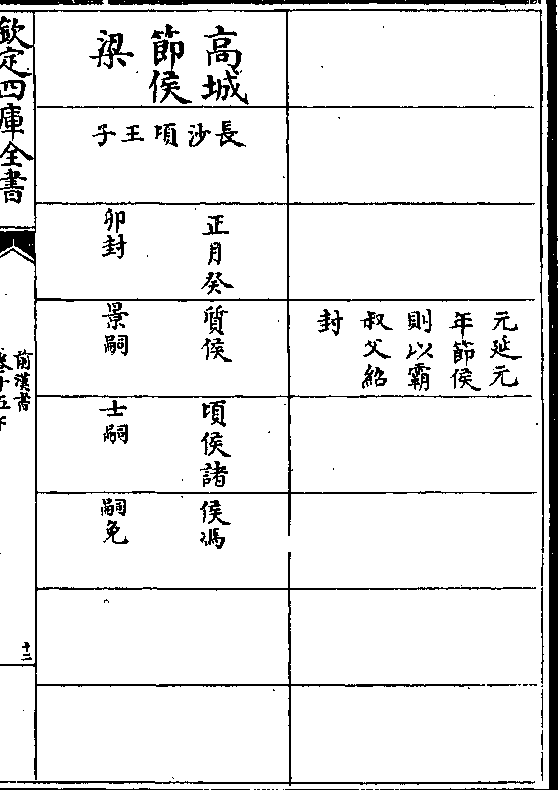 元延元
年節侯
則以霸
叔父紹
封
高城
節侯
梁
長沙頃王子
正月癸
卯封
質侯
景嗣
頃侯諸
士嗣
侯馮
嗣免
欽定四庫全書
前漢書
卷十五下
十二